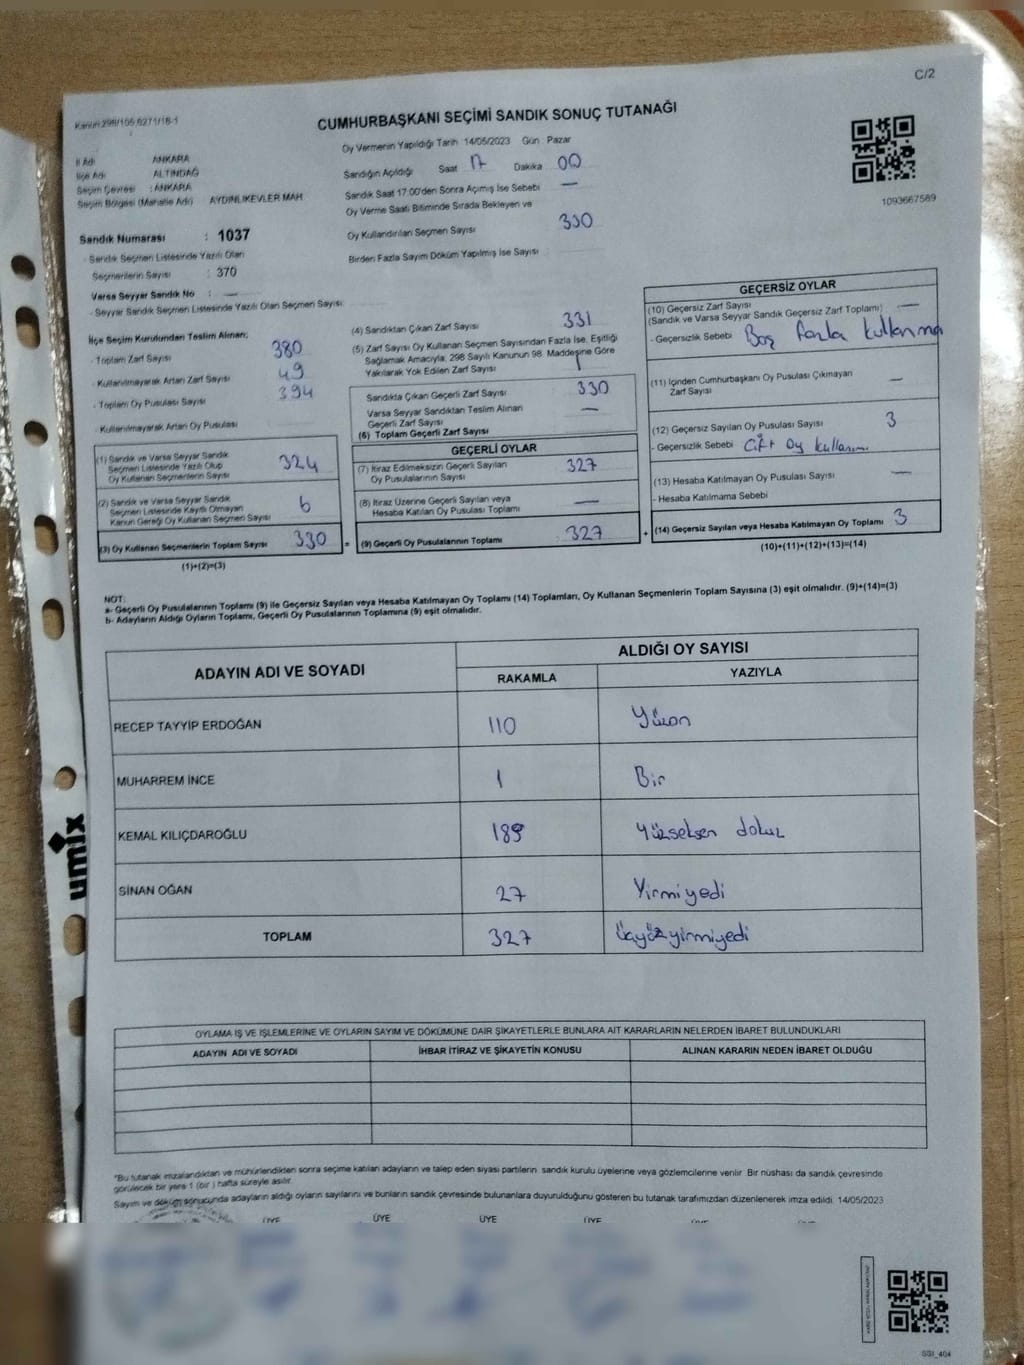 C/2
Kanun:298/105,6271/18-1
CUMHURBAŞKANI SEÇİMİ SANDIK SONUÇ TUTANAĞI
İl Adı ANKARA
İlçe Adı ALTINDAĞ
Seçim Çevresi : ANKARA
Seçim Bölgesi (Mahalle Adı) AYDINLIKEVLER MAH.
Sandık Numarası : 1037
- Sandık Seçmen Listesinde Yazılı Olan
Seçmenlerin Sayısı : 370
Varsa Seyyar Sandık No : —
- Seyyar Sandık Seçmen Listesinde Yazılı Olan Seçmen Sayısı:
Oy Vermenin Yapıldığı Tarih 14/05/2023 Gün Pazar
Sandığın Açıldığı Saat 17 Dakika 00
Sandık Saat 17:00'den Sonra Açımış İse Sebebi —
Oy Verme Saati Bitiminde Sırada Bekleyen ve
Oy Kullandırılan Seçmen Sayısı 330
Birden Fazla Sayım Döküm Yapılmış İse Sayısı
1093667589
İlçe Seçim Kurulundan Teslim Alınan;
- Toplam Zarf Sayısı 380
- Kullanılmayarak Artan Zarf Sayısı 49
- Toplam Oy Pusulası Sayısı 394
- Kullanılmayarak Artan Oy Pusulası
(1) Sandık ve Varsa Seyyar Sandık
Seçmen Listesinde Yazılı Olup
Oy Kullanan Seçmenlerin Sayısı 324
(2) Sandık ve Varsa Seyyar Sandık
Seçmen Listesinde Kayıtlı Olmayan
Kanun Gereği Oy Kullanan Seçmen Sayısı 6
(3) Oy Kullanan Seçmenlerin Toplam Sayısı 330 =
(1)+(2)=(3)
(4) Sandıktan Çıkan Zarf Sayısı 331
(5) Zarf Sayısı Oy Kullanan Seçmen Sayısından Fazla İse, Eşitliği
Sağlamak Amacıyla; 298 Sayılı Kanunun 98. Maddesine Göre
Yakılarak Yok Edilen Zarf Sayısı 1
Sandıkta Çıkan Geçerli Zarf Sayısı 330
Varsa Seyyar Sandıktan Teslim Alınan
Geçerli Zarf Sayısı —
(6) Toplam Geçerli Zarf Sayısı
GEÇERLİ OYLAR
(7) İtiraz Edilmeksizin Geçerli Sayılan
Oy Pusulalarının Sayısı 327
(8) İtiraz Üzerine Geçerli Sayılan veya
Hesaba Katılan Oy Pusulası Toplamı —
(9) Geçerli Oy Pusulalarının Toplamı 327 +
GEÇERSİZ OYLAR
(10) Geçersiz Zarf Sayısı —
(Sandık ve Varsa Seyyar Sandık Geçersiz Zarf Toplamı)
- Geçersizlik Sebebi Boş fazla kullanma
(11) İçinden Cumhurbaşkanı Oy Pusulası Çıkmayan
Zarf Sayısı —
(12) Geçersiz Sayılan Oy Pusulası Sayısı 3
- Geçersizlik Sebebi Çift oy kullanımı
(13) Hesaba Katılmayan Oy Pusulası Sayısı —
- Hesaba Katılmama Sebebi
(14) Geçersiz Sayılan veya Hesaba Katılmayan Oy Toplamı 3
(10)+(11)+(12)+(13)=(14)
NOT:
a- Geçerli Oy Pusulalarının Toplamı (9) ile Geçersiz Sayılan veya Hesaba Katılmayan Oy Toplamı (14) Toplamları, Oy Kullanan Seçmenlerin Toplam Sayısına (3) eşit olmalıdır. (9)+(14)=(3)
b- Adayların Aldığı Oyların Toplamı, Geçerli Oy Pusulalarının Toplamına (9) eşit olmalıdır.
ADAYIN ADI VE SOYADI ALDIĞI OY SAYISI
RAKAMLA YAZIYLA
RECEP TAYYİP ERDOĞAN 110 Yüzon
MUHARREM İNCE 1 Bir
KEMAL KILIÇDAROĞLU 189 Yüzseksen dokuz
SİNAN OĞAN 27 Yirmiyedi
TOPLAM 327 Üçyüzyirmiyedi
OYLAMA İŞ VE İŞLEMLERİNE VE OYLARIN SAYIM VE DÖKÜMÜNE DAİR ŞİKAYETLERLE BUNLARA AİT KARARLARIN NELERDEN İBARET BULUNDUKLARI
ADAYIN ADI VE SOYADI İHBAR İTİRAZ VE ŞİKAYETİN KONUSU ALINAN KARARIN NEDEN İBARET OLDUĞU
"Bu tutanak imzalandıktan ve mühürlendikten sonra seçime katılan adayların ve talep eden siyasi partilerin sandık kurulu üyelerine veya gözlemcilerine verilir. Bir nüshası da sandık çevresinde
görülecek bir yere 1 (bir) hafta süreyle asılır.
Sayım ve döküm sonucunda adayların aldığı oyların sayılarını ve bunların sandık çevresinde bulunanlara duyurulduğunu gösteren bu tutanak tarafımızdan düzenlenerek imza edildi. 14/05/2023
ÜYE ÜYE ÜYE ÜYE ÜYE
umix
SSI_404